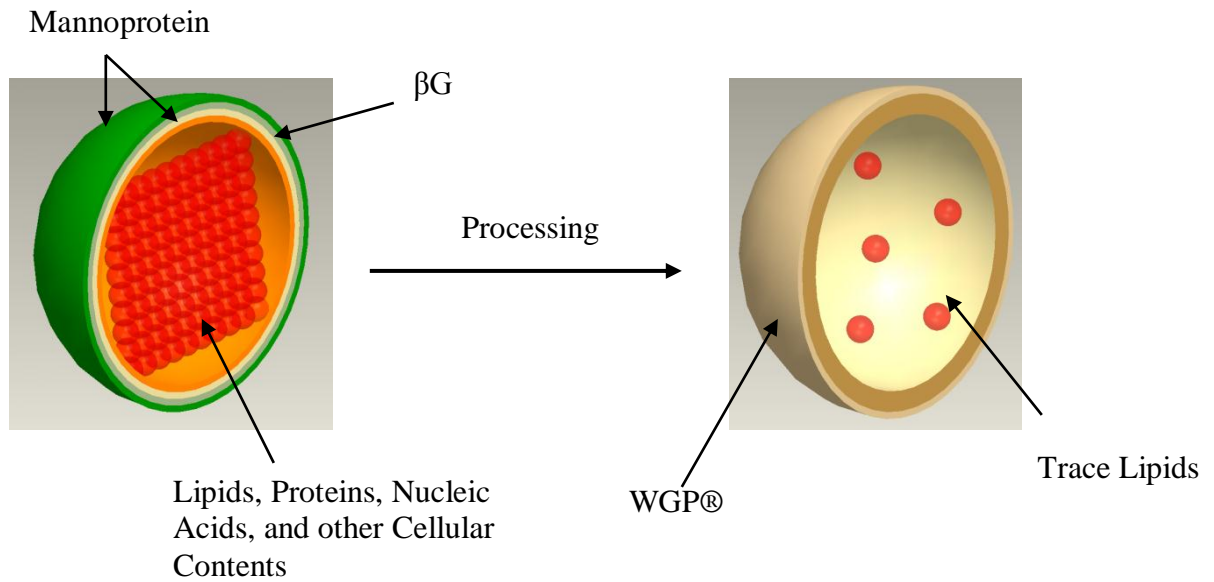 Mannoprotein
βG
Processing
Lipids, Proteins, Nucleic
Acids, and other Cellular
Contents
WGP®
Trace Lipids